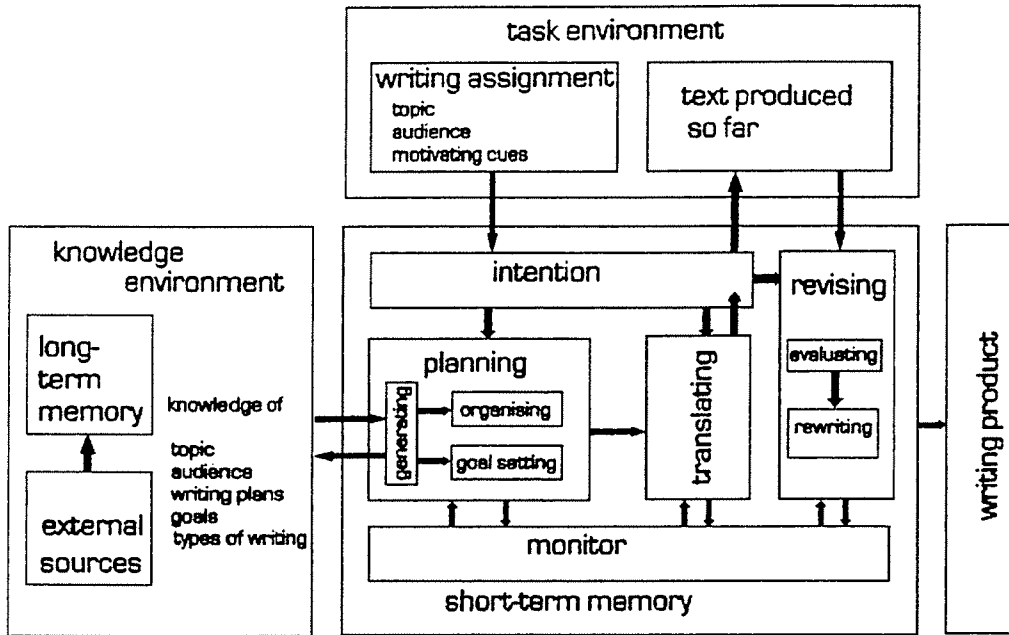 task environment
writing assignment
topic
audience
motivating cues
text produced
so far
knowledge
environment
long-
term
memory
external
sources
knowledge of
topic
audience
writing plans
goals
types of writing
intention
planning
generating
organising
goal setting
translating
revising
evaluating
rewriting
monitor
short-term memory
writing product